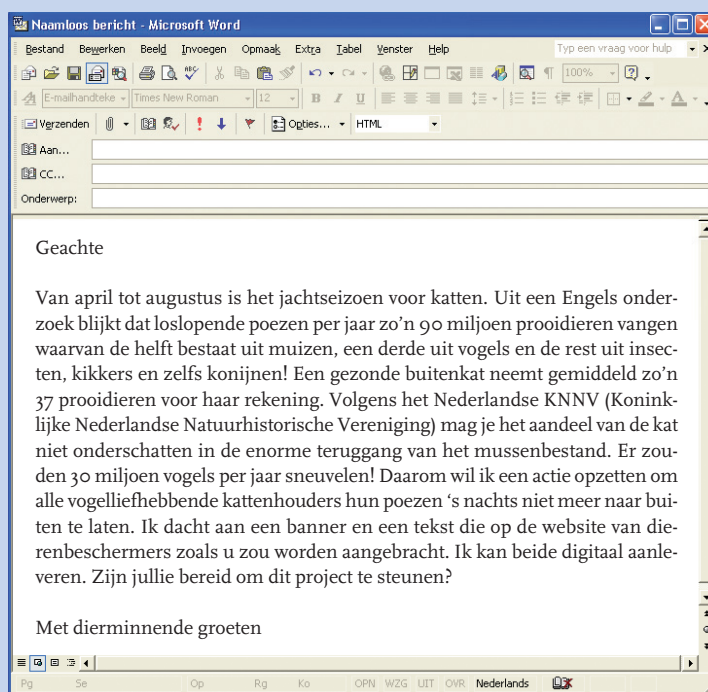 Naamloos bericht - Microsoft Word
Bestand Bewerken Beeld Invoegen Opmaak Extra Tabel Venster Help Typ een vraag voor hulp
100%
E-mailhandteke Times New Roman 12 B I U
Verzenden Opties... HTML
Aan...
CC...
Onderwerp:
Geachte
Van april tot augustus is het jachtseizoen voor katten. Uit een Engels onder-
zoek blijkt dat loslopende poezen per jaar zo’n 90 miljoen prooidieren vangen
waarvan de helft bestaat uit muizen, een derde uit vogels en de rest uit insec-
ten, kikkers en zelfs konijnen! Een gezonde buitenkat neemt gemiddeld zo’n
37 prooidieren voor haar rekening. Volgens het Nederlandse KNNV (Konink-
lijke Nederlandse Natuurhistorische Vereniging) mag je het aandeel van de kat
niet onderschatten in de enorme teruggang van het mussenbestand. Er zou-
den 30 miljoen vogels per jaar sneuvelen! Daarom wil ik een actie opzetten om
alle vogelliefhebbende kattenhouders hun poezen ‘s nachts niet meer naar bui-
ten te laten. Ik dacht aan een banner en een tekst die op de website van die-
renbeschermers zoals u zou worden aangebracht. Ik kan beide digitaal aanle-
veren. Zijn jullie bereid om dit project te steunen?
Met dierminnende groeten
Pg Se Op Rg Ko OPN WZG UIT OVR Nederlands